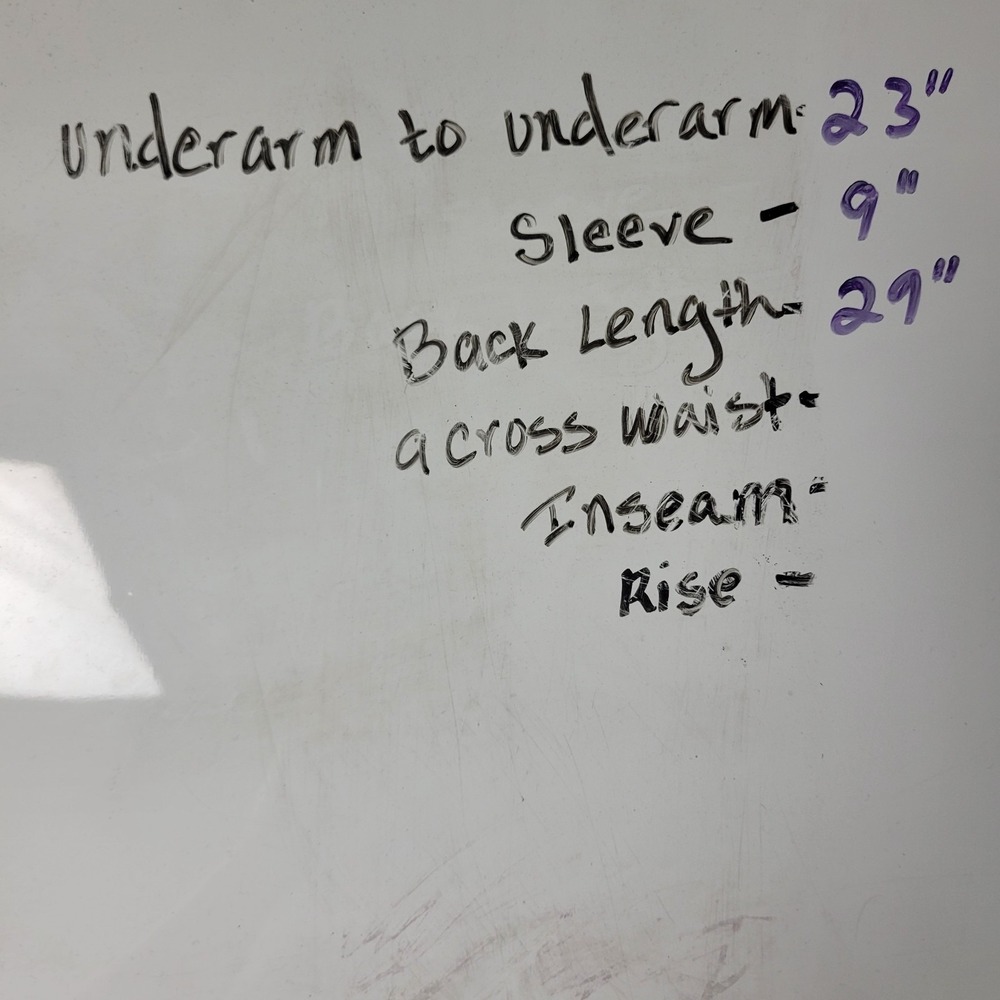 underarm to underarm- 23"
Sleeve - 9"
Back Length- 29"
across waist-
Inseam-
Rise -